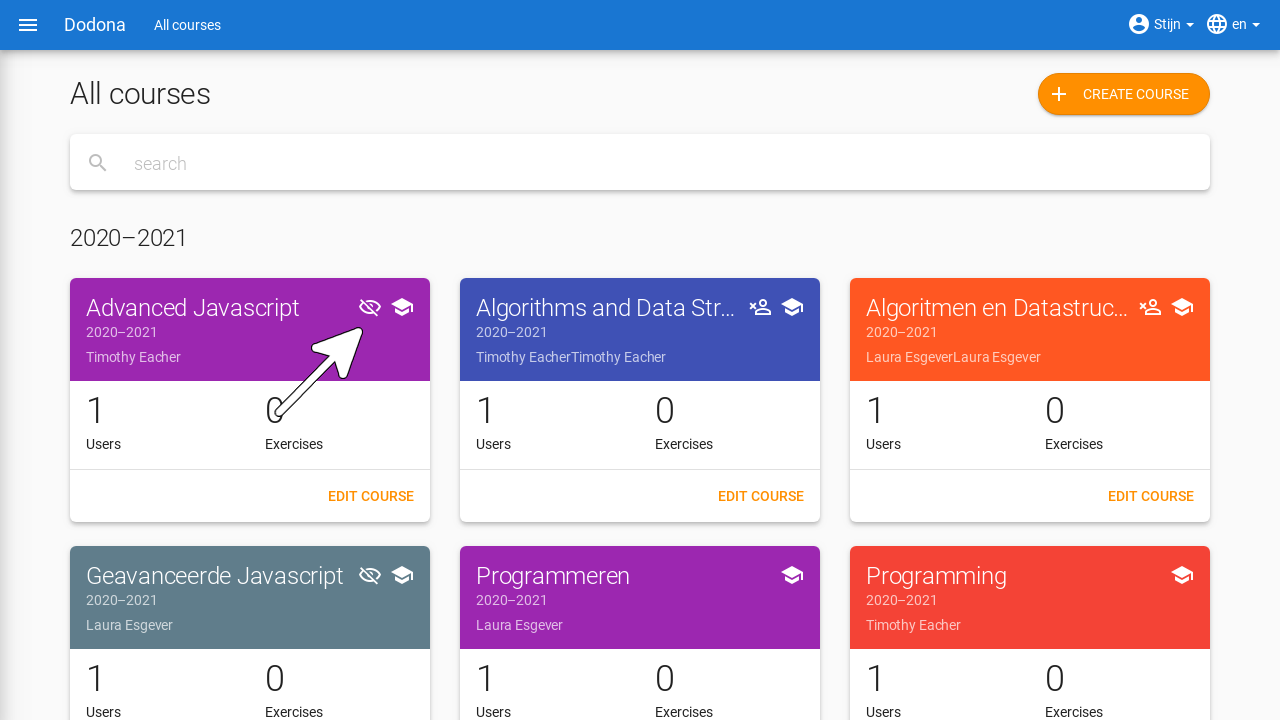 Dodona All courses Stijn en
All courses
CREATE COURSE
search
2020–2021
Advanced Javascript
2020–2021
Timothy Eacher
1 0
Users Exercises
EDIT COURSE
Algorithms and Data Str...
2020–2021
Timothy EacherTimothy Eacher
1 0
Users Exercises
EDIT COURSE
Algoritmen en Datastruc...
2020–2021
Laura EsgeverLaura Esgever
1 0
Users Exercises
EDIT COURSE
Geavanceerde Javascript
2020–2021
Laura Esgever
1 0
Users Exercises
Programmeren
2020–2021
Laura Esgever
1 0
Users Exercises
Programming
2020–2021
Timothy Eacher
1 0
Users Exercises